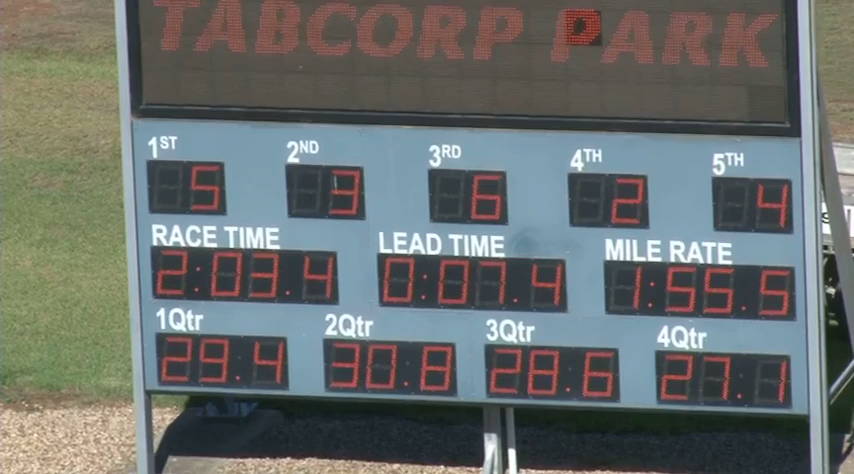 TABCORP PARK
1ST 2ND 3RD 4TH 5TH
5 3 6 2 4
RACE TIME LEAD TIME MILE RATE
2:03.4 0:07.4 1:55.5
1Qtr 2Qtr 3Qtr 4Qtr
29.4 30.8 28.6 27.1